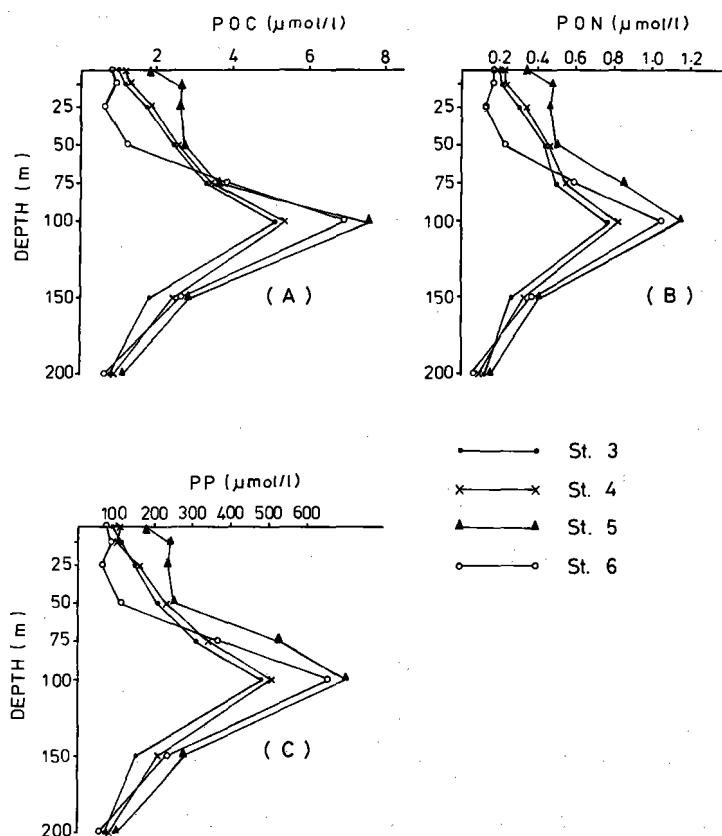 POC (μmol/l)
2 4 6 8
DEPTH (m)
25
50
75
100
150
200
(A)
PON (μmol/l)
0.2 0.4 0.6 0.8 1.0 1.2
25
50
75
100
150
200
(B)
St. 3
St. 4
St. 5
St. 6
PP (μmol/l)
100 200 300 400 500 600
DEPTH (m)
25
50
75
100
150
200
(C)